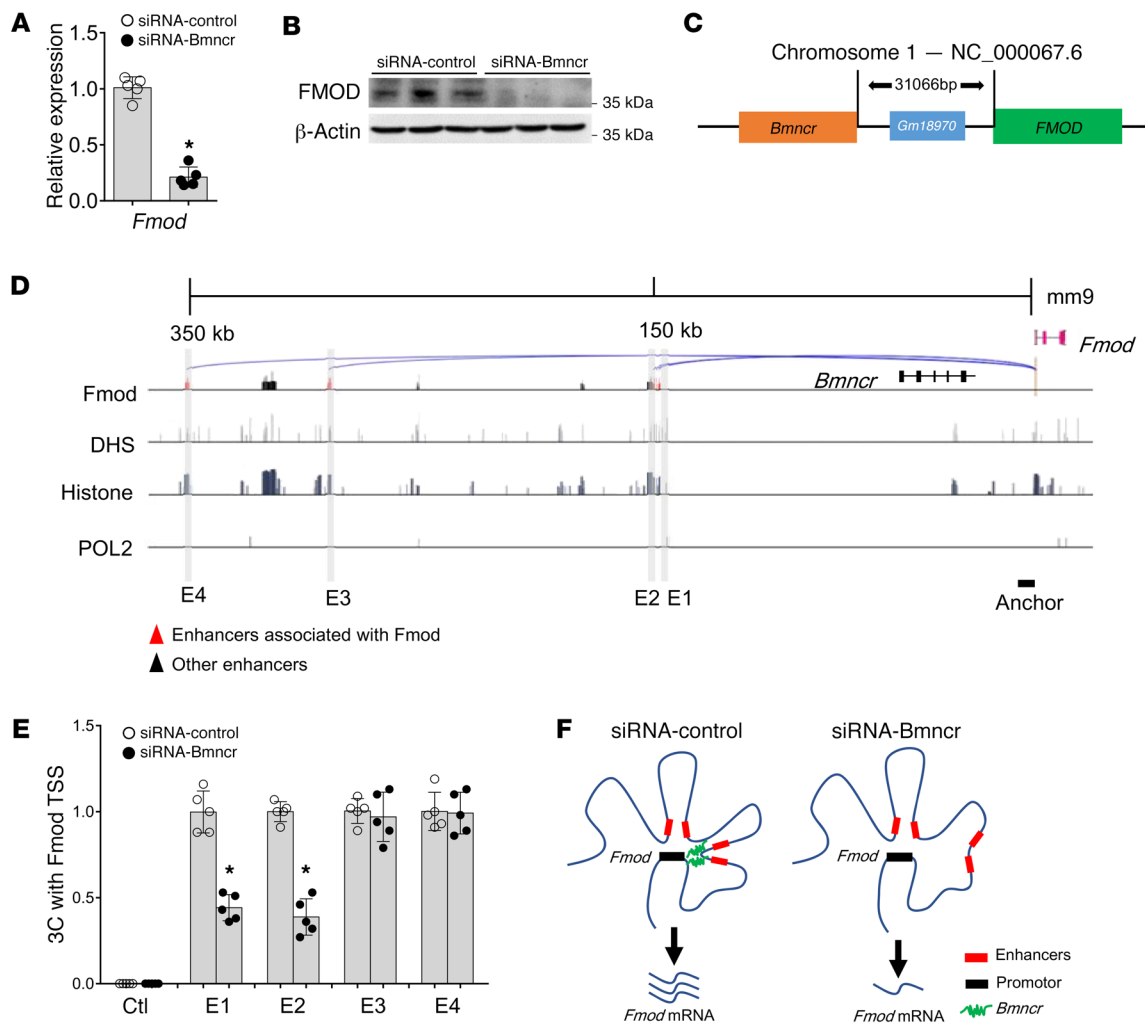 A
siRNA-control
siRNA-Bmncr
Relative expression
1.5
1.0
0.5
0.0
*
Fmod
B
siRNA-control siRNA-Bmncr
FMOD
- 35 kDa
β-Actin
- 35 kDa
C
Chromosome 1 — NC_000067.6
31066bp
Bmncr
Gm18970
FMOD
D
mm9
350 kb
150 kb
Fmod
Bmncr
Fmod
DHS
Histone
POL2
E4
E3
E2
E1
Anchor
Enhancers associated with Fmod
Other enhancers
E
siRNA-control
siRNA-Bmncr
3C with Fmod TSS
1.5
1.0
0.5
0.0
*
*
Ctl
E1
E2
E3
E4
F
siRNA-control
siRNA-Bmncr
Fmod
Fmod
Fmod mRNA
Fmod mRNA
Enhancers
Promotor
Bmncr